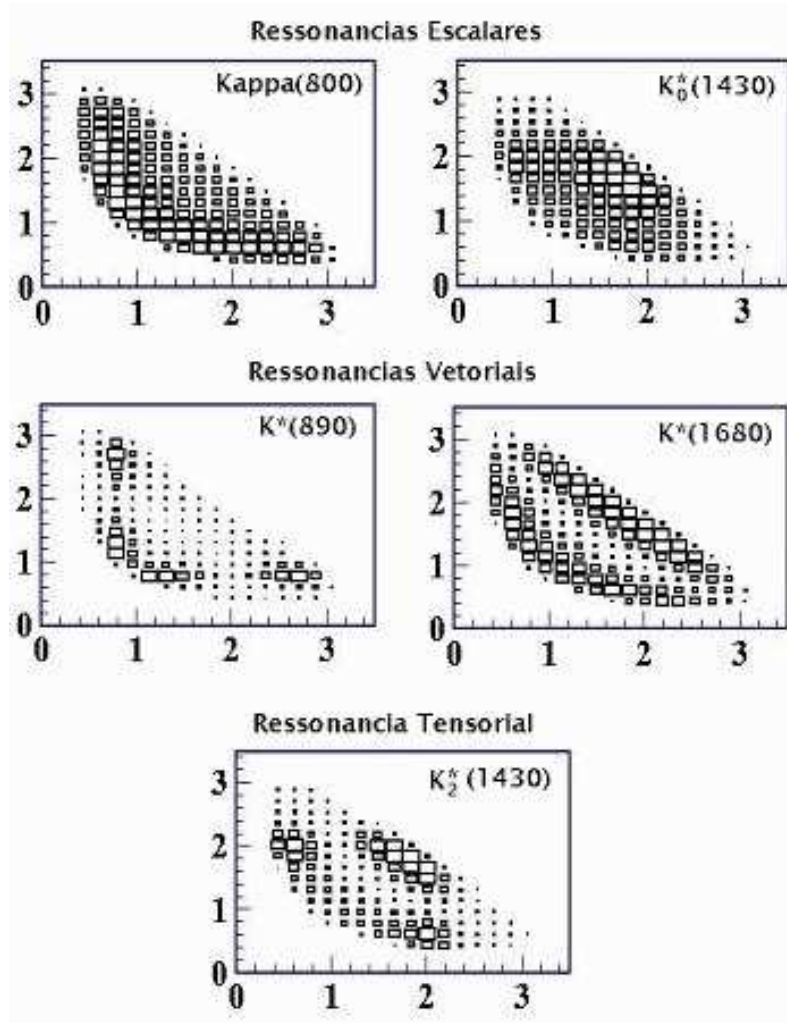 Ressonancias Escalares
Kappa(800)
K*0(1430)
3
2
1
0
0 1 2 3
3
2
1
0
0 1 2 3
Ressonancias Vetoriais
K*(890)
K*(1680)
3
2
1
0
0 1 2 3
3
2
1
0
0 1 2 3
Ressonancia Tensorial
K*2(1430)
3
2
1
0
0 1 2 3